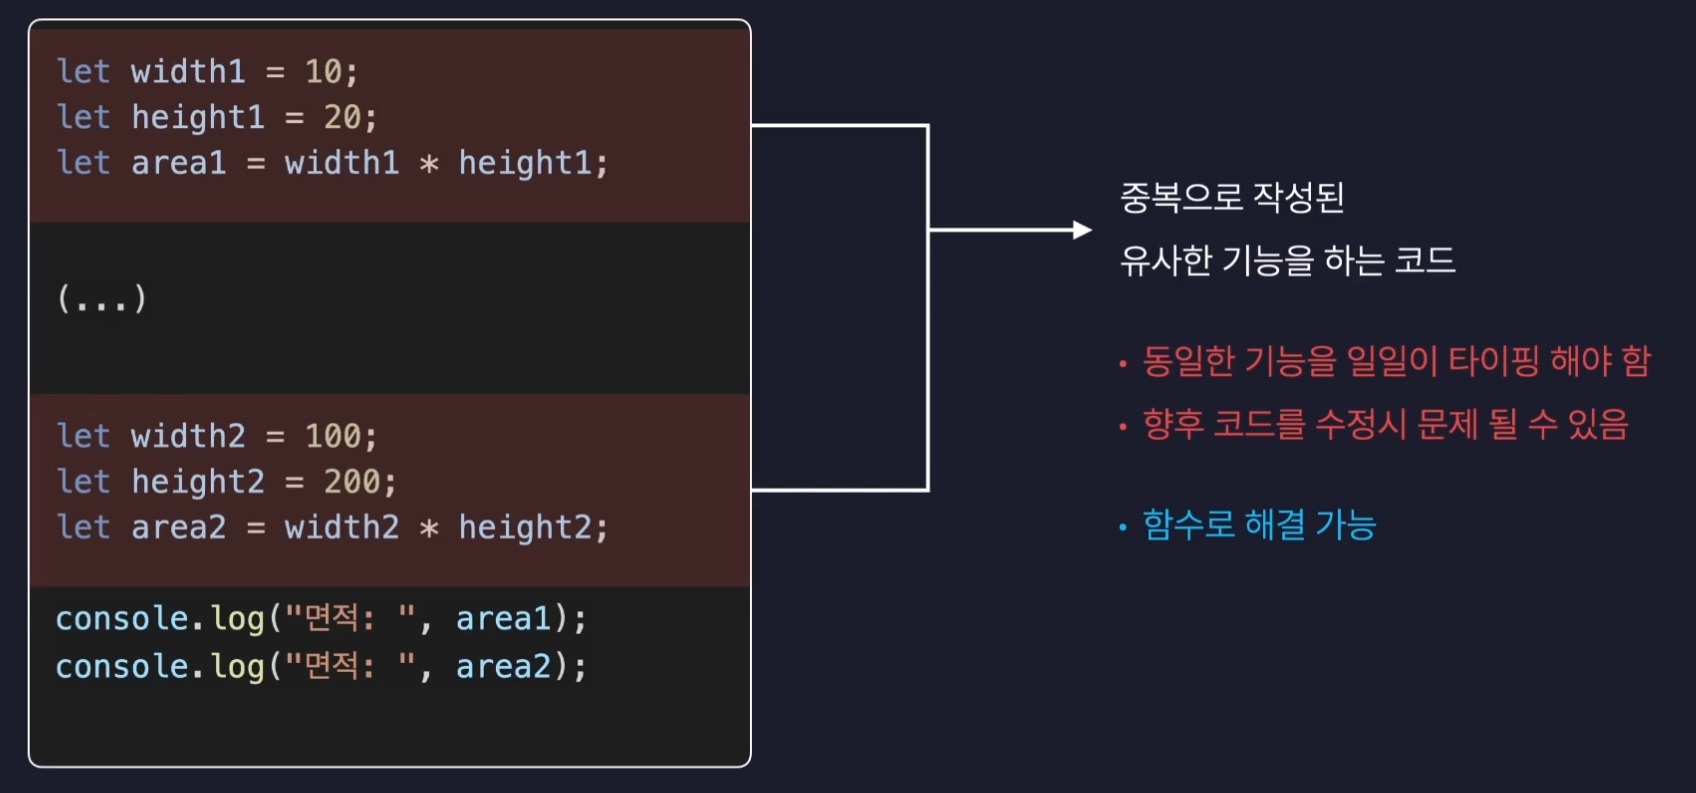 let width1 = 10;
let height1 = 20;
let area1 = width1 * height1;
(...)
let width2 = 100;
let height2 = 200;
let area2 = width2 * height2;
console.log("면적: ", area1);
console.log("면적: ", area2);
중복으로 작성된
유사한 기능을 하는 코드
• 동일한 기능을 일일이 타이핑 해야 함
• 향후 코드를 수정시 문제 될 수 있음
• 함수로 해결 가능